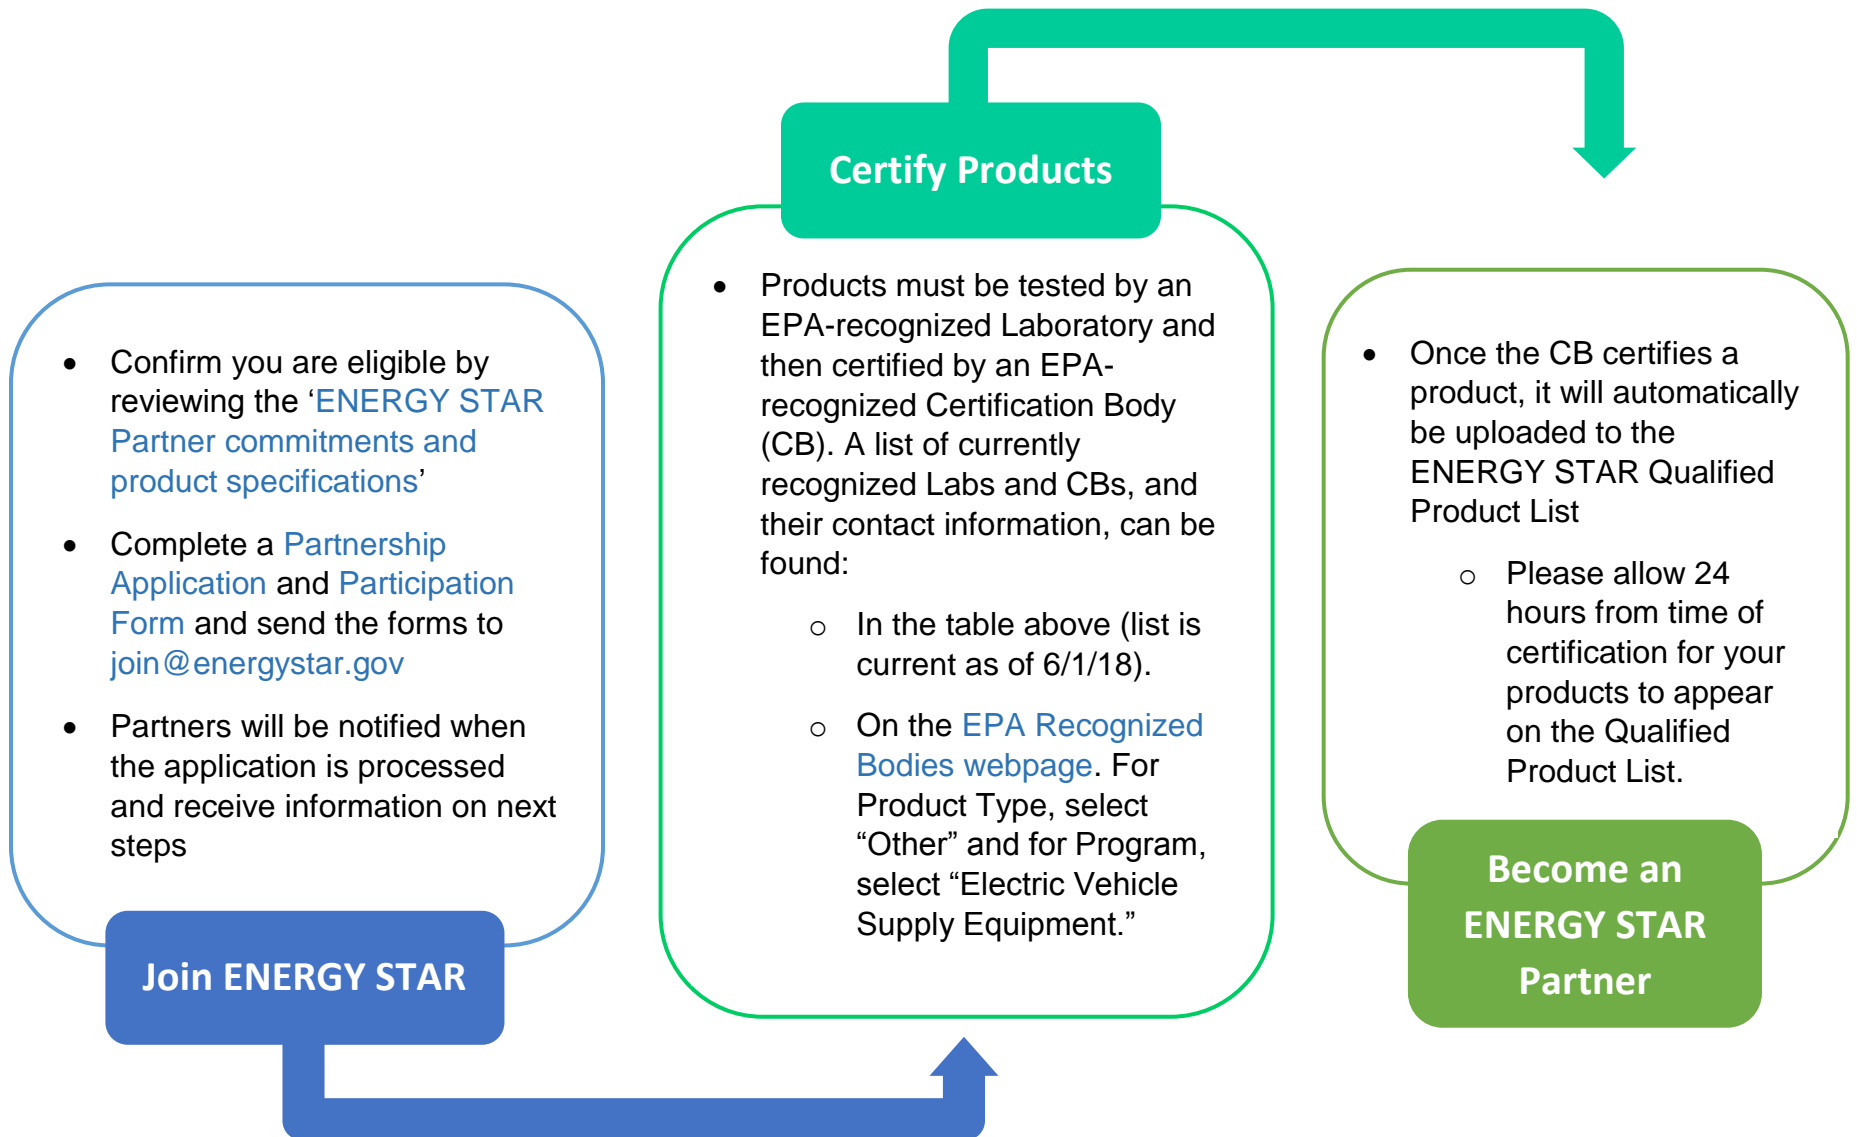 • Confirm you are eligible by
reviewing the ‘ENERGY STAR
Partner commitments and
product specifications’
• Complete a Partnership
Application and Participation
Form and send the forms to
join@energystar.gov
• Partners will be notified when
the application is processed
and receive information on next
steps
Join ENERGY STAR
Certify Products
• Products must be tested by an
EPA-recognized Laboratory and
then certified by an EPA-
recognized Certification Body
(CB). A list of currently
recognized Labs and CBs, and
their contact information, can be
found:
o In the table above (list is
current as of 6/1/18).
o On the EPA Recognized
Bodies webpage. For
Product Type, select
“Other” and for Program,
select “Electric Vehicle
Supply Equipment.”
• Once the CB certifies a
product, it will automatically
be uploaded to the
ENERGY STAR Qualified
Product List
o Please allow 24
hours from time of
certification for your
products to appear
on the Qualified
Product List.
Become an
ENERGY STAR
Partner